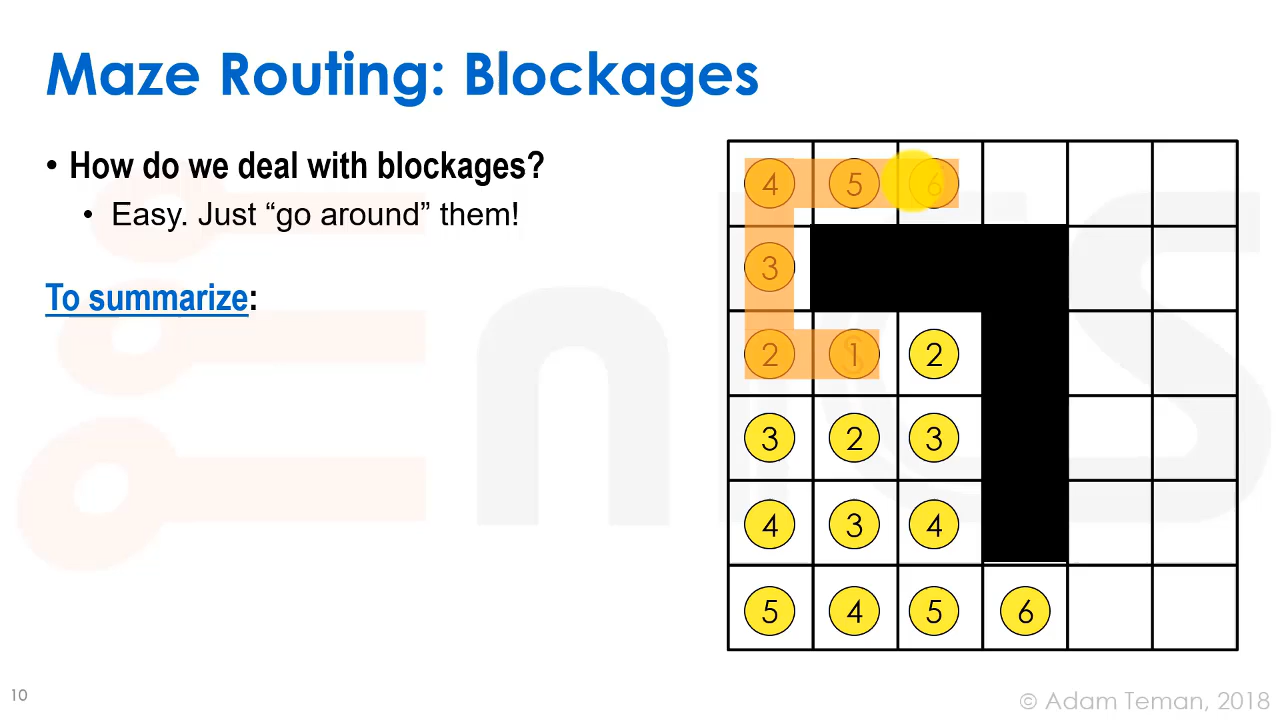 Maze Routing: Blockages
• How do we deal with blockages?
• Easy. Just “go around” them!
To summarize:
4 5 6
3
2 1 2
3 2 3
4 3 4
5 4 5 6
10
© Adam Teman, 2018